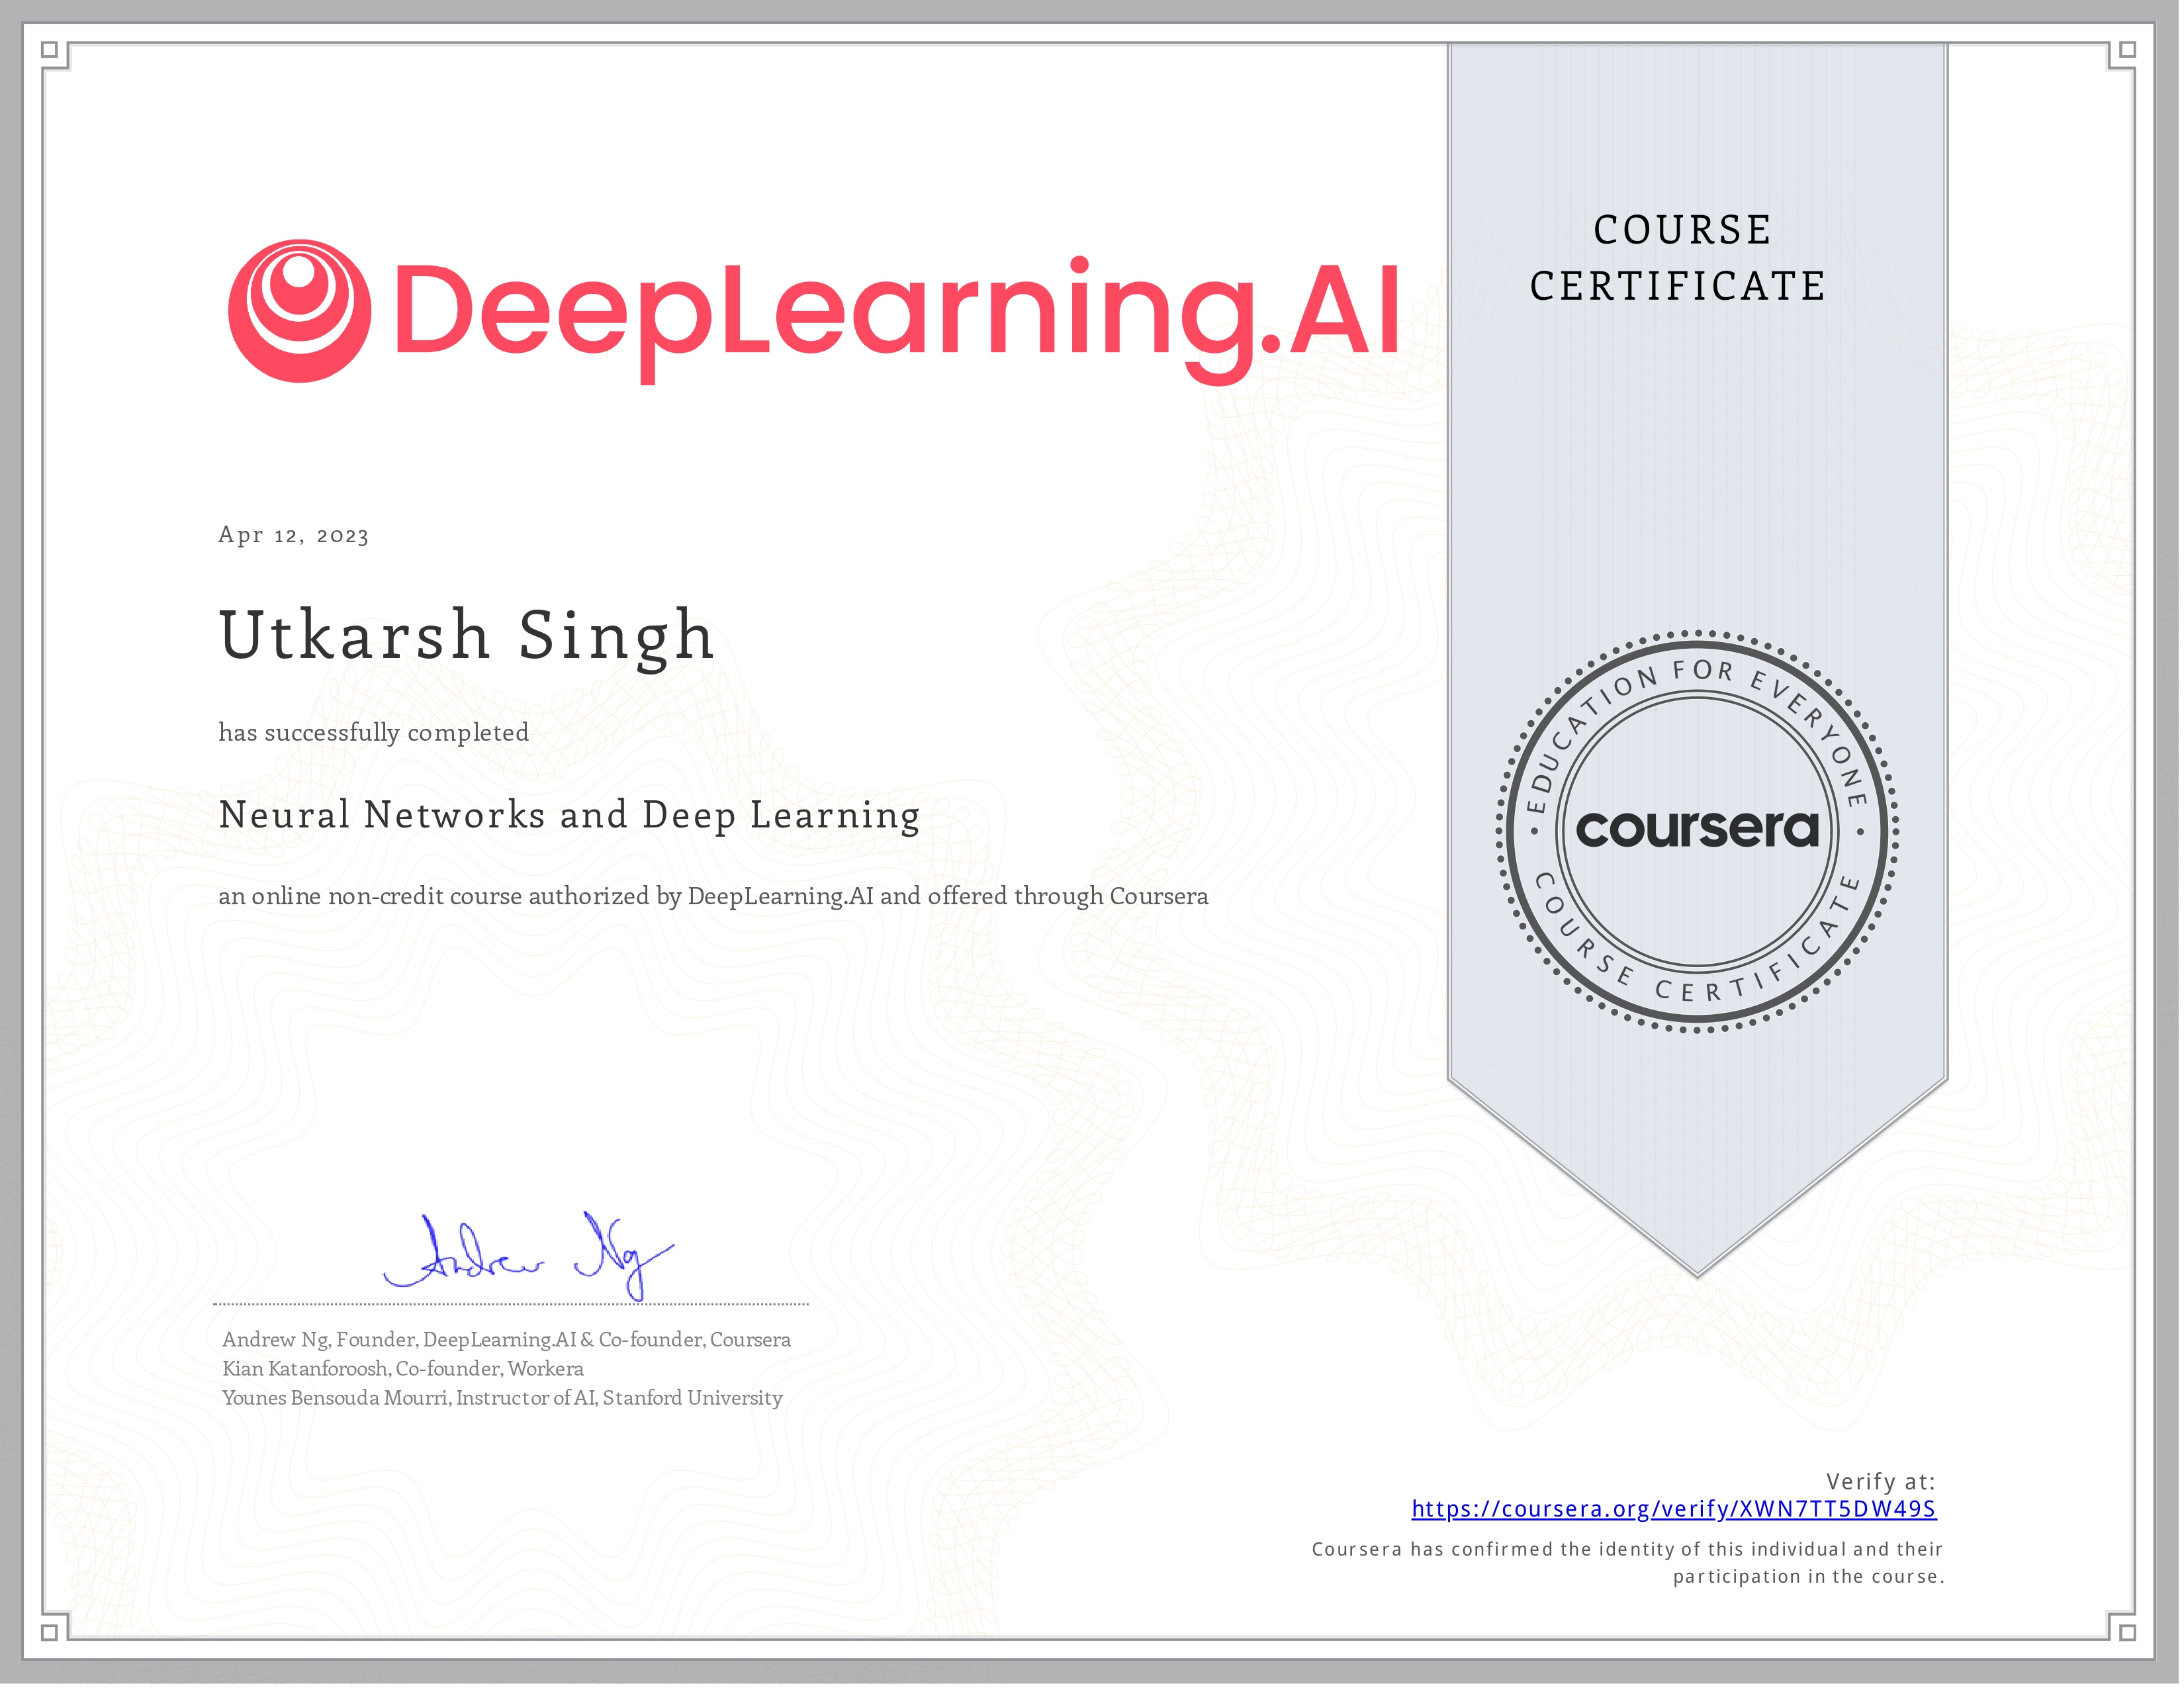 DeepLearning.AI
COURSE
CERTIFICATE
Apr 12, 2023
Utkarsh Singh
has successfully completed
Neural Networks and Deep Learning
an online non-credit course authorized by DeepLearning.AI and offered through Coursera
EDUCATION FOR EVERYONE
coursera
COURSE CERTIFICATE
Andrew Ng
Andrew Ng, Founder, DeepLearning.AI & Co-founder, Coursera
Kian Katanforoosh, Co-founder, Workera
Younes Bensouda Mourri, Instructor of AI, Stanford University
Verify at:
https://coursera.org/verify/XWN7TT5DW49S
Coursera has confirmed the identity of this individual and their
participation in the course.